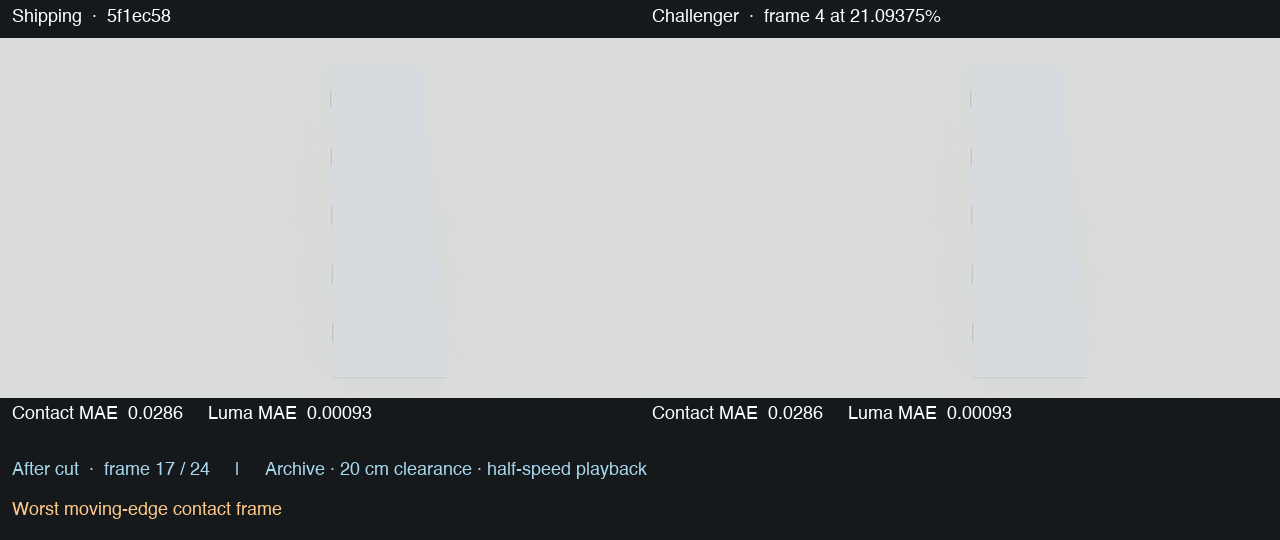 Shipping · 5f1ec58
Challenger · frame 4 at 21.09375%
Contact MAE 0.0286 Luma MAE 0.00093
Contact MAE 0.0286 Luma MAE 0.00093
After cut · frame 17 / 24 | Archive · 20 cm clearance · half-speed playback
Worst moving-edge contact frame